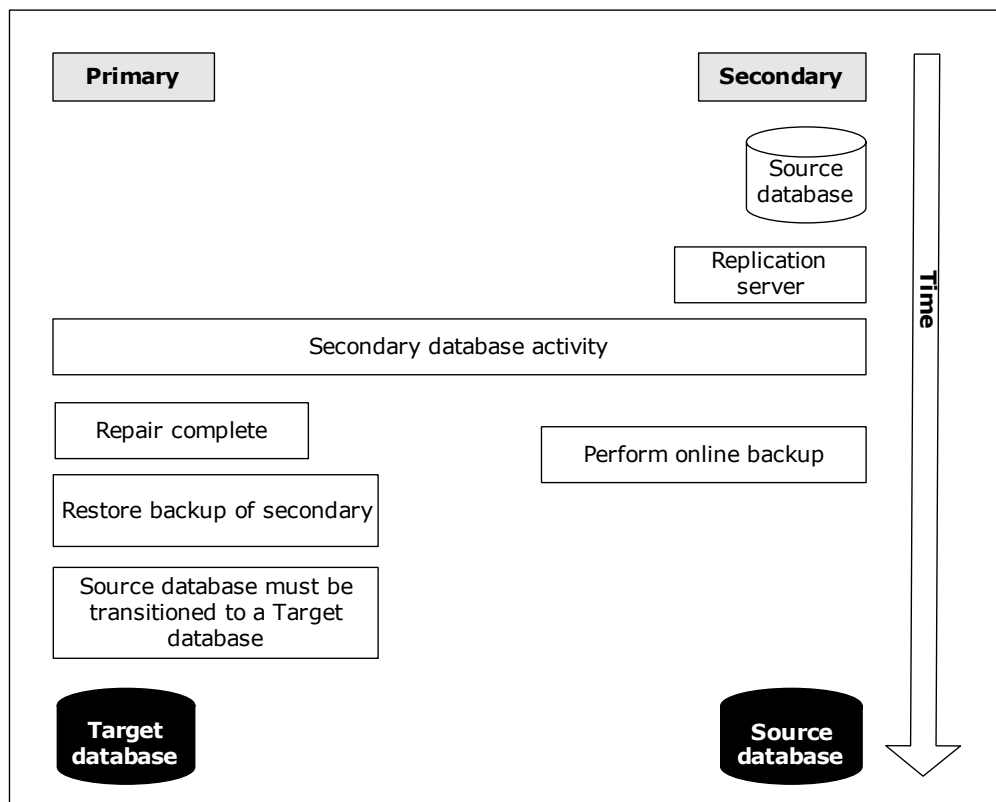 Primary
Secondary
Source
database
Replication
server
Time
Secondary database activity
Repair complete
Perform online backup
Restore backup of secondary
Source database must be
transitioned to a Target
database
Target
database
Source
database